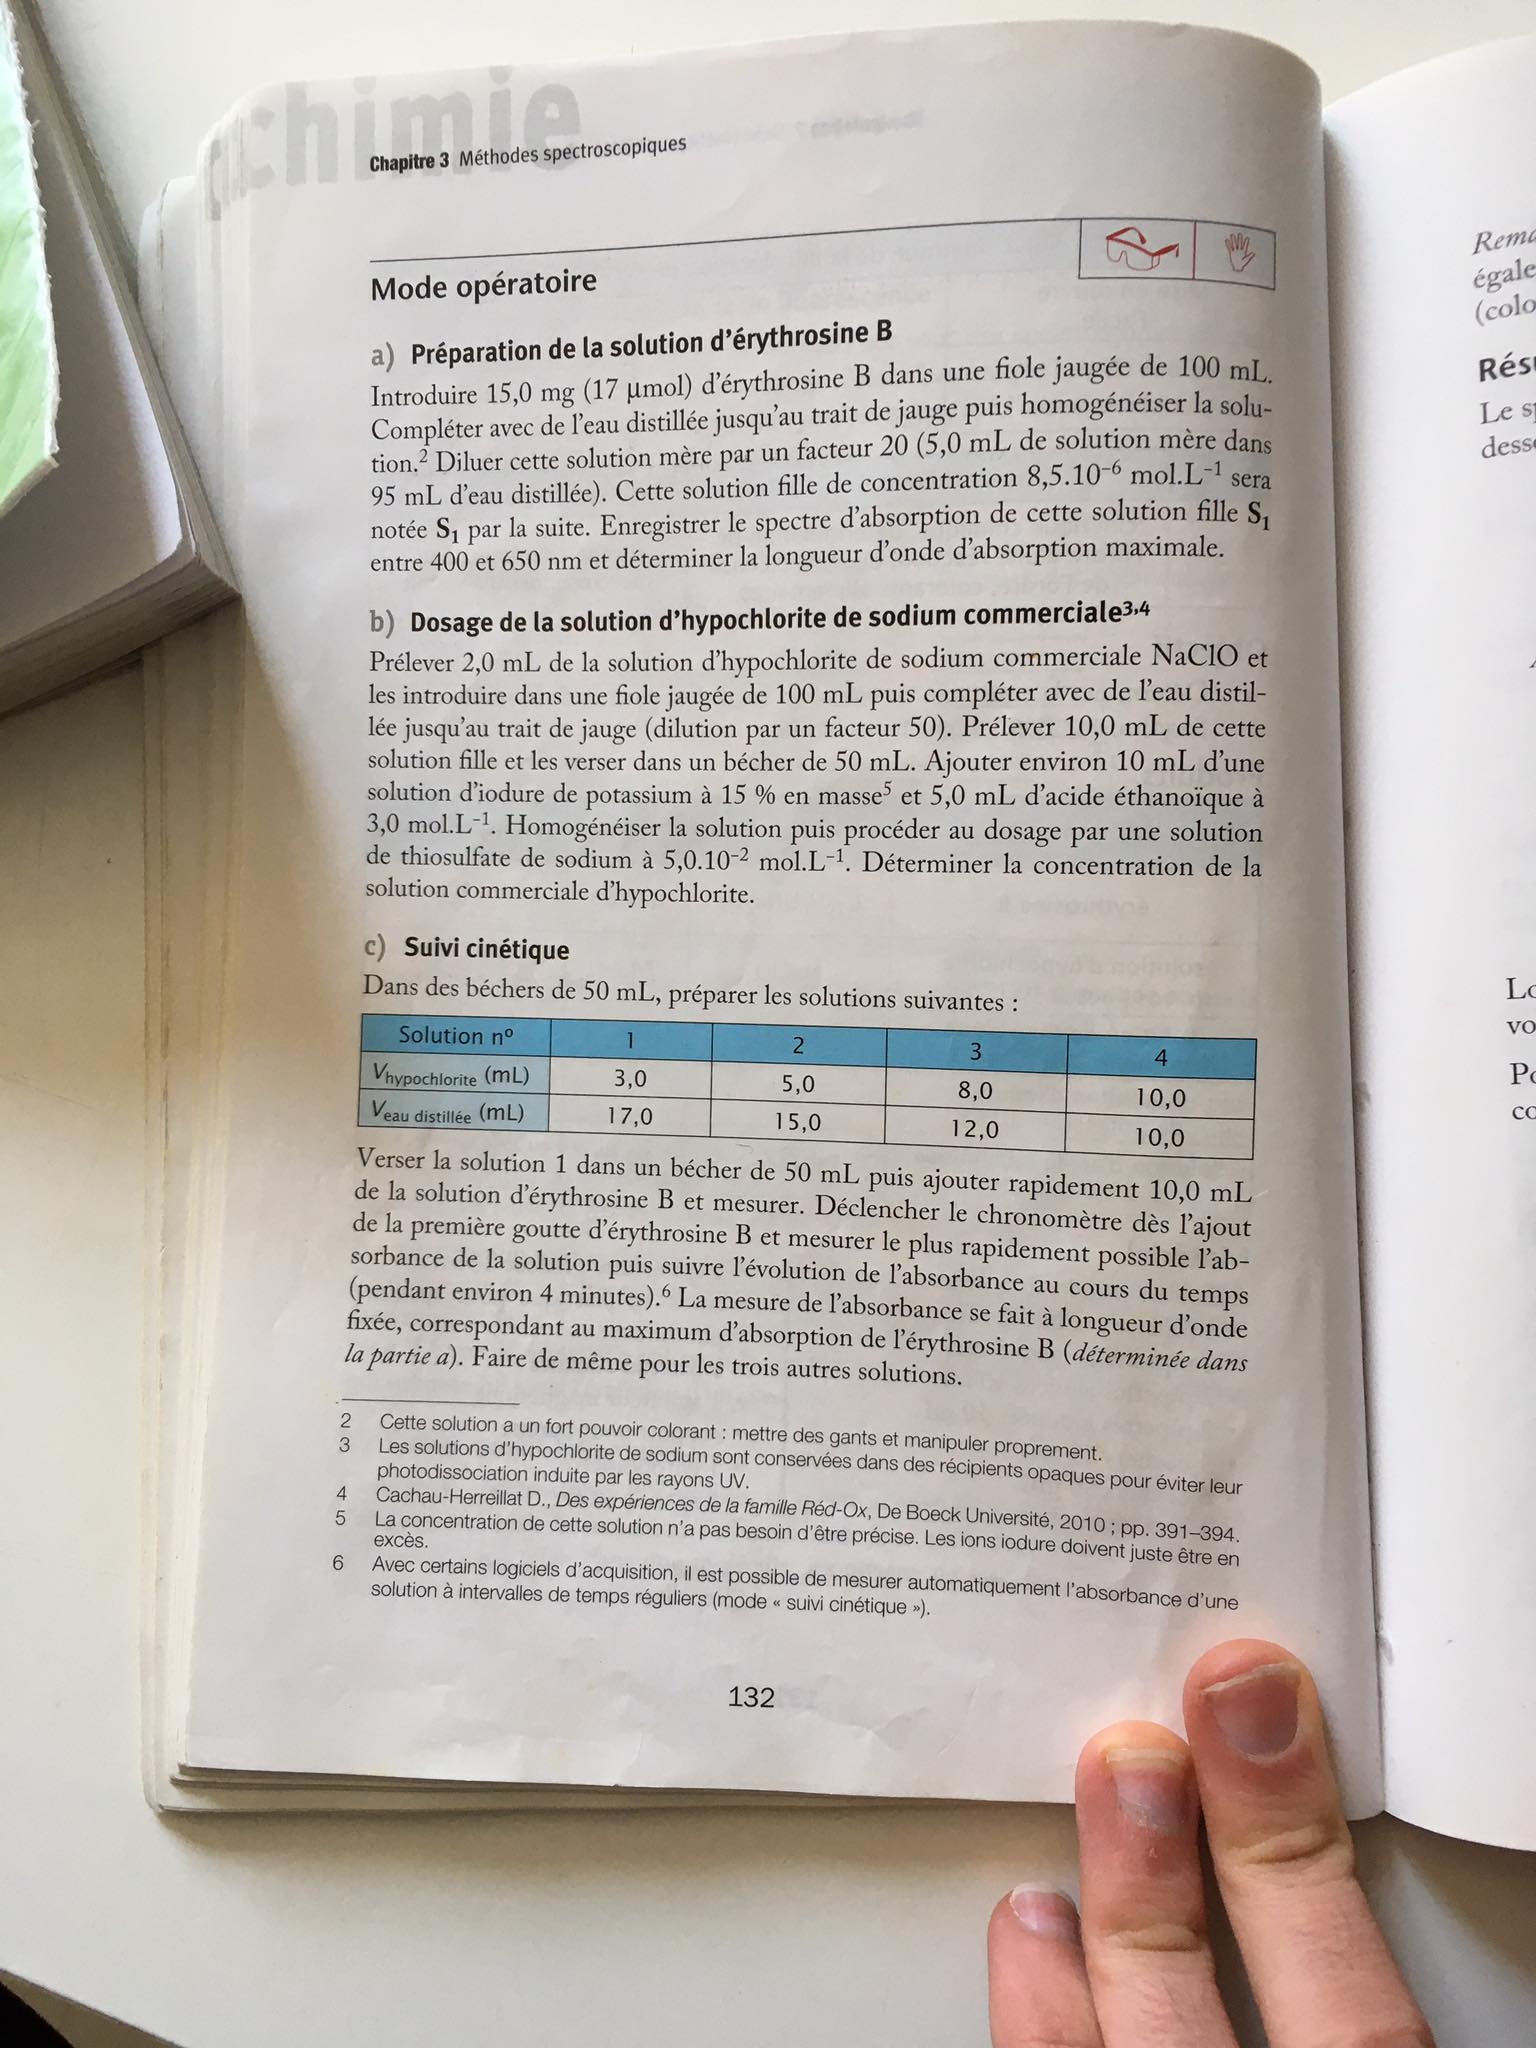 chimie
Chapitre 3 Méthodes spectroscopiques
Mode opératoire
a) Préparation de la solution d'érythrosine B
Introduire 15,0 mg (17 μmol) d'érythrosine B dans une fiole jaugée de 100 mL.
Compléter avec de l'eau distillée jusqu'au trait de jauge puis homogénéiser la solu-
tion.² Diluer cette solution mère par un facteur 20 (5,0 mL de solution mère dans
95 mL d'eau distillée). Cette solution fille de concentration 8,5.10⁻⁶ mol.L⁻¹ sera
notée S₁ par la suite. Enregistrer le spectre d'absorption de cette solution fille S₁
entre 400 et 650 nm et déterminer la longueur d'onde d'absorption maximale.
b) Dosage de la solution d'hypochlorite de sodium commerciale³,⁴
Prélever 2,0 mL de la solution d'hypochlorite de sodium commerciale NaClO et
les introduire dans une fiole jaugée de 100 mL puis compléter avec de l'eau distil-
lée jusqu'au trait de jauge (dilution par un facteur 50). Prélever 10,0 mL de cette
solution fille et les verser dans un bécher de 50 mL. Ajouter environ 10 mL d'une
solution d'iodure de potassium à 15 % en masse⁵ et 5,0 mL d'acide éthanoïque à
3,0 mol.L⁻¹. Homogénéiser la solution puis procéder au dosage par une solution
de thiosulfate de sodium à 5,0.10⁻² mol.L⁻¹. Déterminer la concentration de la
solution commerciale d'hypochlorite.
c) Suivi cinétique
Dans des béchers de 50 mL, préparer les solutions suivantes :
Solution nº 1 2 3 4
Vhypochlorite (mL) 3,0 5,0 8,0 10,0
Veau distillée (mL) 17,0 15,0 12,0 10,0
Verser la solution 1 dans un bécher de 50 mL puis ajouter rapidement 10,0 mL
de la solution d'érythrosine B et mesurer. Déclencher le chronomètre dès l'ajout
de la première goutte d'érythrosine B et mesurer le plus rapidement possible l'ab-
sorbance de la solution puis suivre l'évolution de l'absorbance au cours du temps
(pendant environ 4 minutes).⁶ La mesure de l'absorbance se fait à longueur d'onde
fixée, correspondant au maximum d'absorption de l'érythrosine B (déterminée dans
la partie a). Faire de même pour les trois autres solutions.
2 Cette solution a un fort pouvoir colorant : mettre des gants et manipuler proprement.
3 Les solutions d'hypochlorite de sodium sont conservées dans des récipients opaques pour éviter leur
photodissociation induite par les rayons UV.
4 Cachau-Herreillat D., Des expériences de la famille Réd-Ox, De Boeck Université, 2010 ; pp. 391–394.
5 La concentration de cette solution n'a pas besoin d'être précise. Les ions iodure doivent juste être en
excès.
6 Avec certains logiciels d'acquisition, il est possible de mesurer automatiquement l'absorbance d'une
solution à intervalles de temps réguliers (mode « suivi cinétique »).
132
égale
(colo
Le